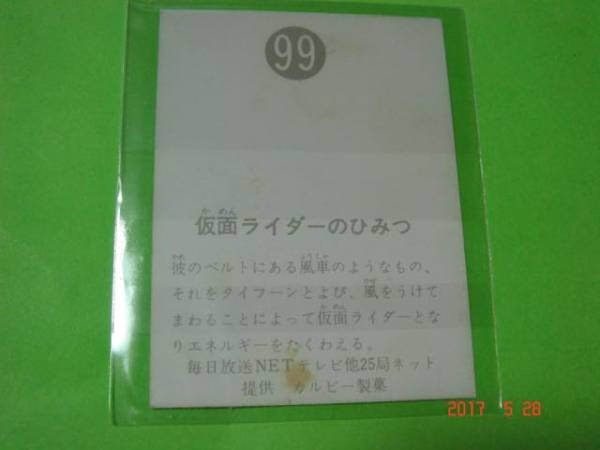 99
仮面ライダーのひみつ
彼のベルトにある風車のようなもの、
それをタイフーンとよび、風をうけて
まわることによって仮面ライダーとな
りエネルギーをたくわえる。
毎日放送NETテレビ他25局ネット
提供 カルビー製菓
2017 5 28